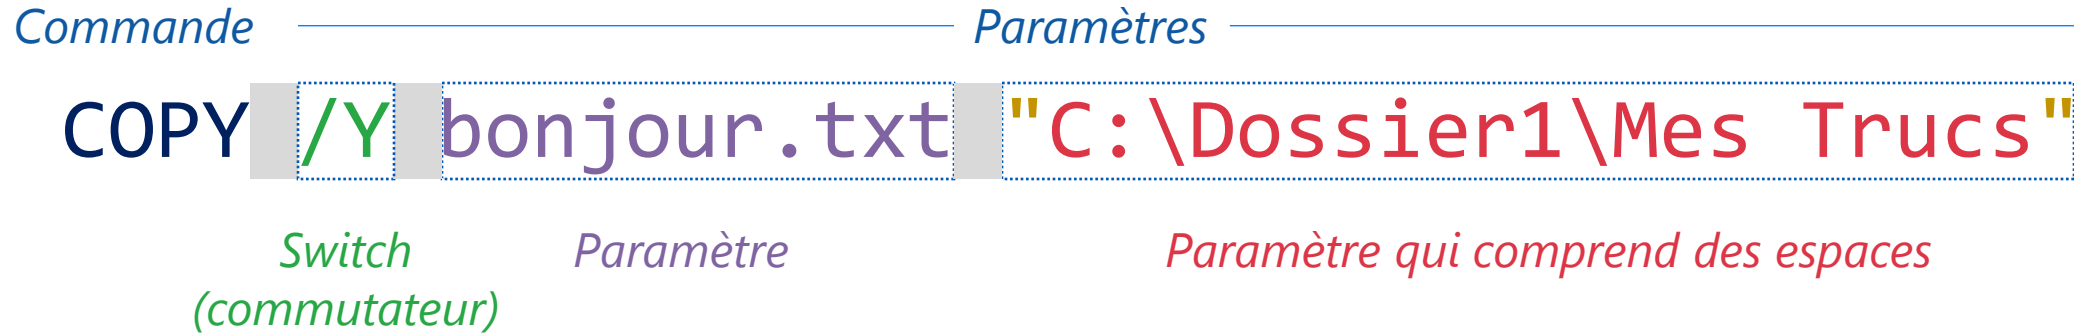 Commande Paramètres
COPY /Y bonjour.txt "C:\Dossier1\Mes Trucs"
Switch Paramètre Paramètre qui comprend des espaces
(commutateur)